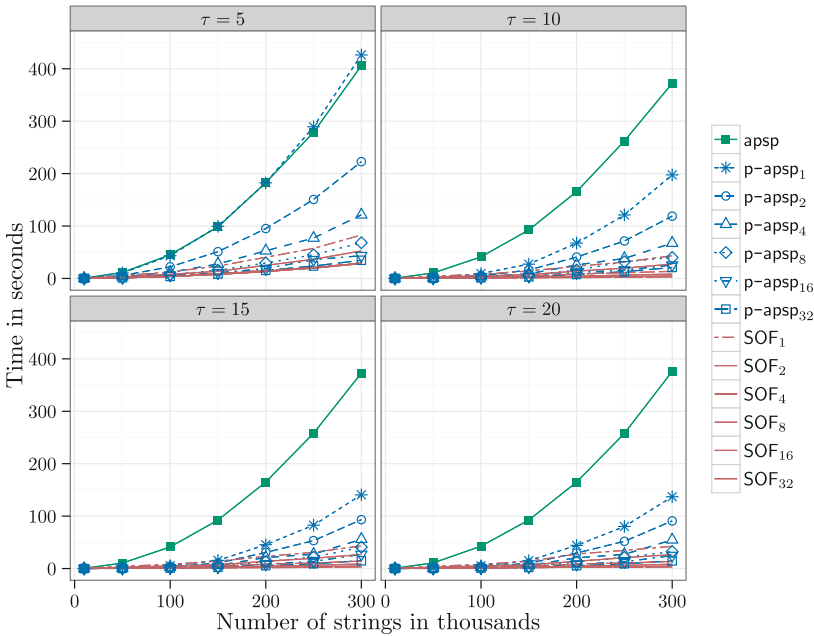 τ = 5
τ = 10
400
300
200
100
0
τ = 15
τ = 20
400
300
200
100
0
0 100 200 300 0 100 200 300
Number of strings in thousands
Time in seconds
apsp
p-apsp₁
p-apsp₂
p-apsp₄
p-apsp₈
p-apsp₁₆
p-apsp₃₂
SOF₁
SOF₂
SOF₄
SOF₈
SOF₁₆
SOF₃₂